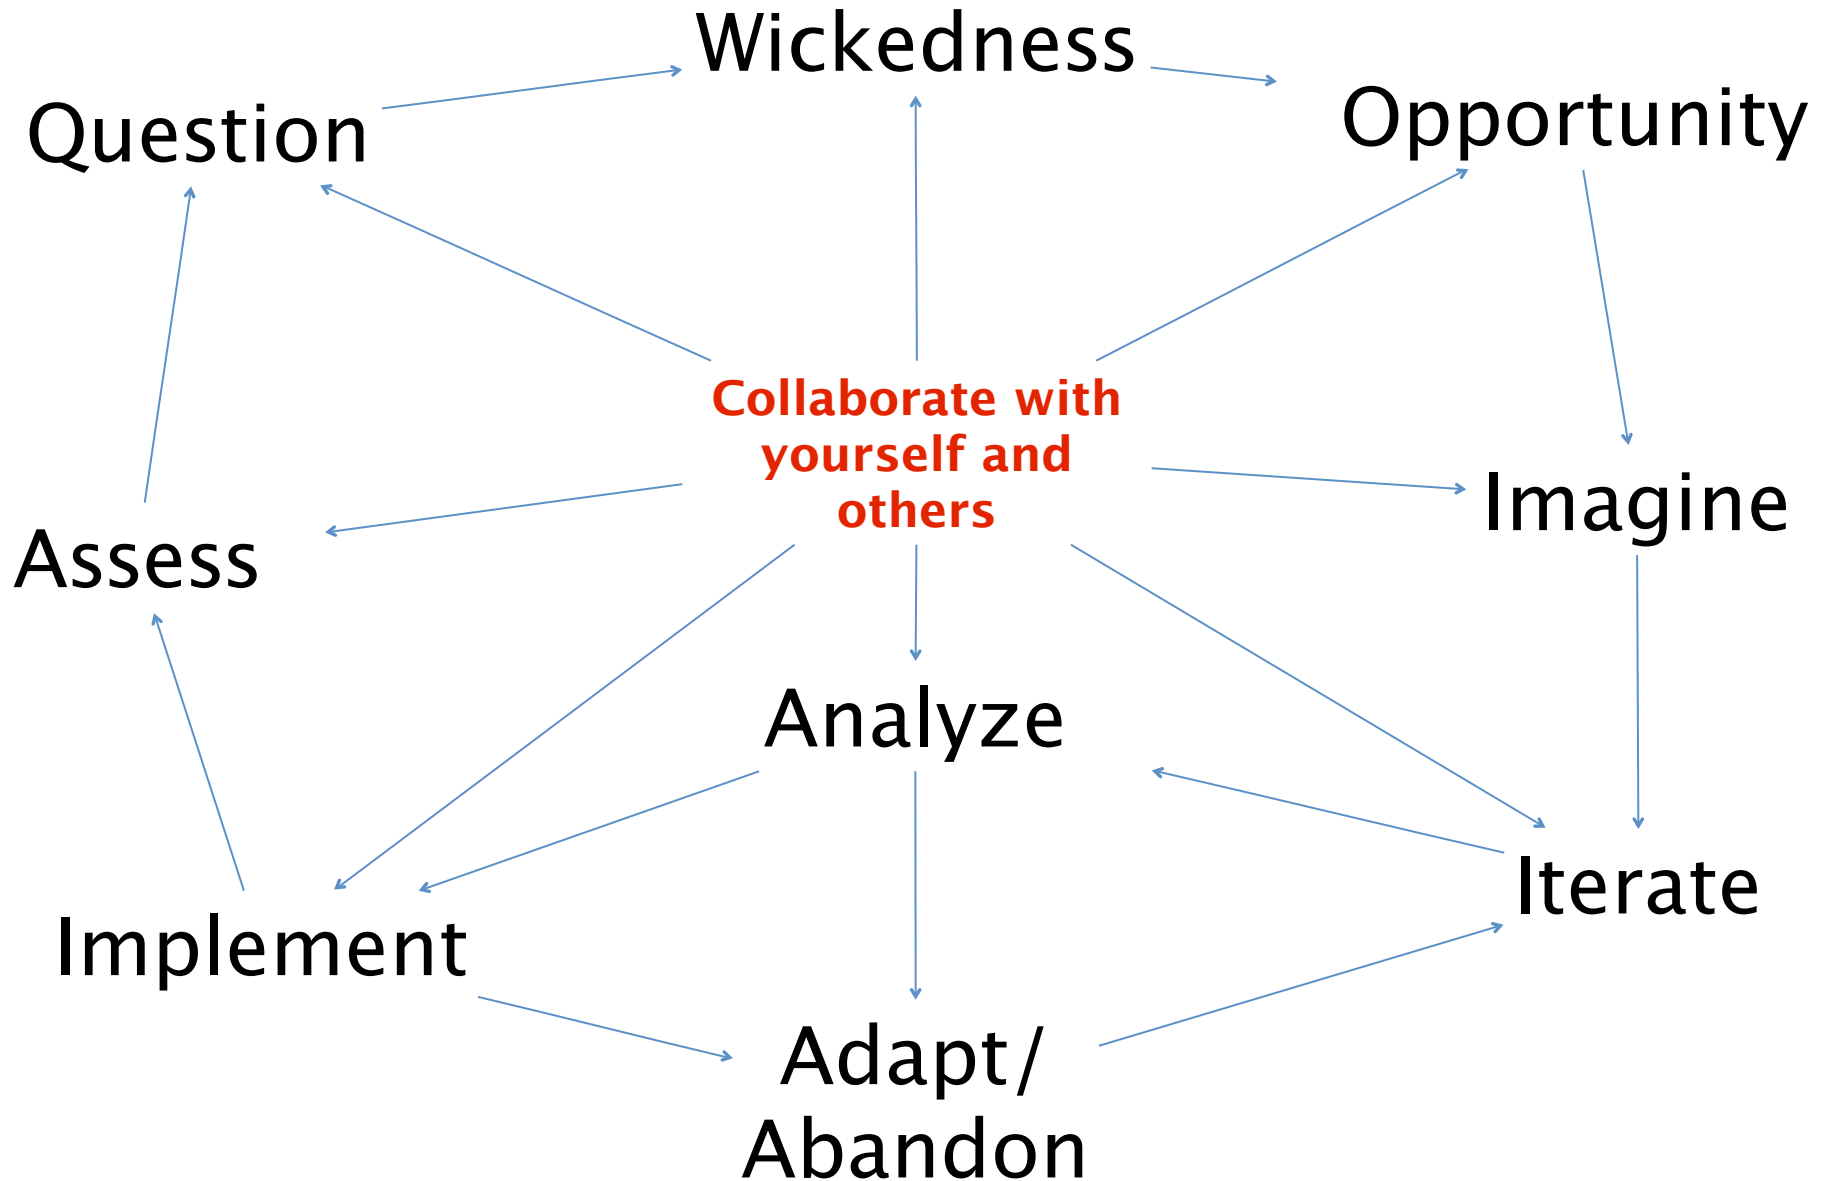 Wickedness
Question
Opportunity
Collaborate with
yourself and
others
Imagine
Assess
Analyze
Iterate
Implement
Adapt/
Abandon